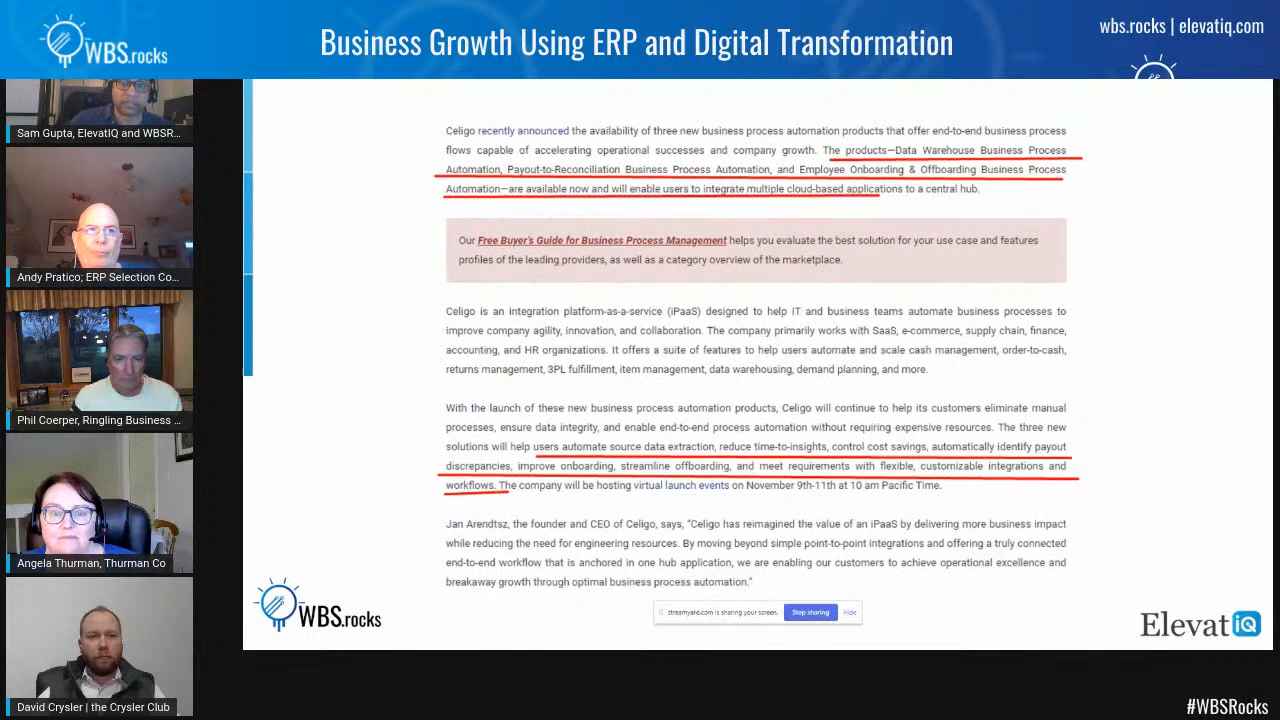 WBS.rocks
Business Growth Using ERP and Digital Transformation
wbs.rocks | elevatiq.com
Sam Gupta, ElevatIQ and WBSR...
Andy Pratico; ERP Selection Co...
Phil Coerper, Ringling Business ...
Angela Thurman, Thurman Co
David Crysler | the Crysler Club
Celigo recently announced the availability of three new business process automation products that offer end-to-end business process
flows capable of accelerating operational successes and company growth. The products—Data Warehouse Business Process
Automation, Payout-to-Reconciliation Business Process Automation, and Employee Onboarding & Offboarding Business Process
Automation—are available now and will enable users to integrate multiple cloud-based applications to a central hub.
Our Free Buyer's Guide for Business Process Management helps you evaluate the best solution for your use case and features
profiles of the leading providers, as well as a category overview of the marketplace.
Celigo is an integration platform-as-a-service (iPaaS) designed to help IT and business teams automate business processes to
improve company agility, innovation, and collaboration. The company primarily works with SaaS, e-commerce, supply chain, finance,
accounting, and HR organizations. It offers a suite of features to help users automate and scale cash management, order-to-cash,
returns management, 3PL fulfillment, item management, data warehousing, demand planning, and more.
With the launch of these new business process automation products, Celigo will continue to help its customers eliminate manual
processes, ensure data integrity, and enable end-to-end process automation without requiring expensive resources. The three new
solutions will help users automate source data extraction, reduce time-to-insights, control cost savings, automatically identify payout
discrepancies, improve onboarding, streamline offboarding, and meet requirements with flexible, customizable integrations and
workflows. The company will be hosting virtual launch events on November 9th-11th at 10 am Pacific Time.
Jan Arendtsz, the founder and CEO of Celigo, says, "Celigo has reimagined the value of an iPaaS by delivering more business impact
while reducing the need for engineering resources. By moving beyond simple point-to-point integrations and offering a truly connected
end-to-end workflow that is anchored in one hub application, we are enabling our customers to achieve operational excellence and
breakaway growth through optimal business process automation."
streamyard.com is sharing your screen.
Stop sharing
Hide
WBS.rocks
ElevatIQ
#WBSRocks